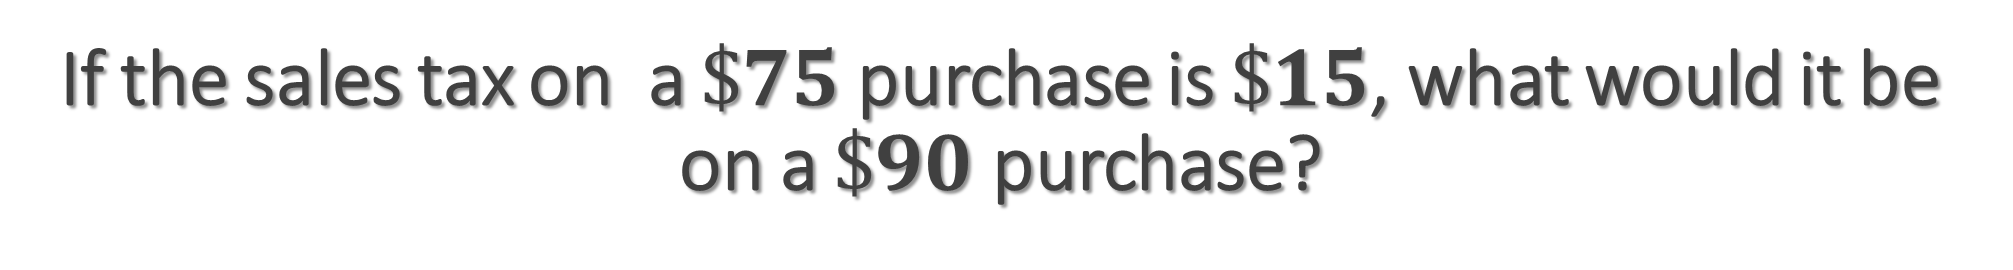 If the sales tax on a $75 purchase is $15, what would it be
on a $90 purchase?